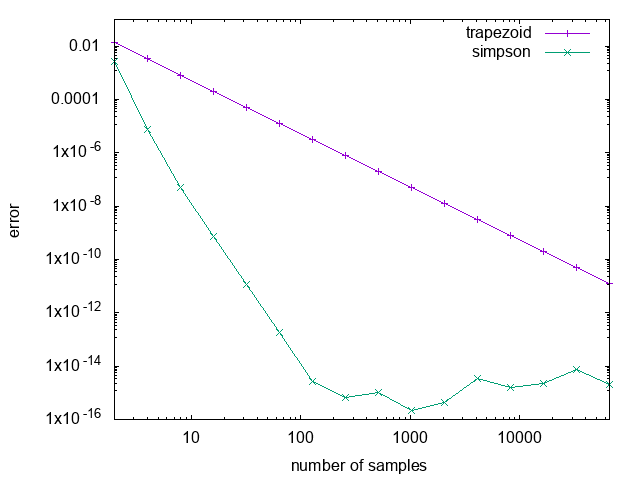 trapezoid
simpson
0.01
0.0001
1x10-6
1x10-8
1x10-10
1x10-12
1x10-14
1x10-16
error
10 100 1000 10000
number of samples